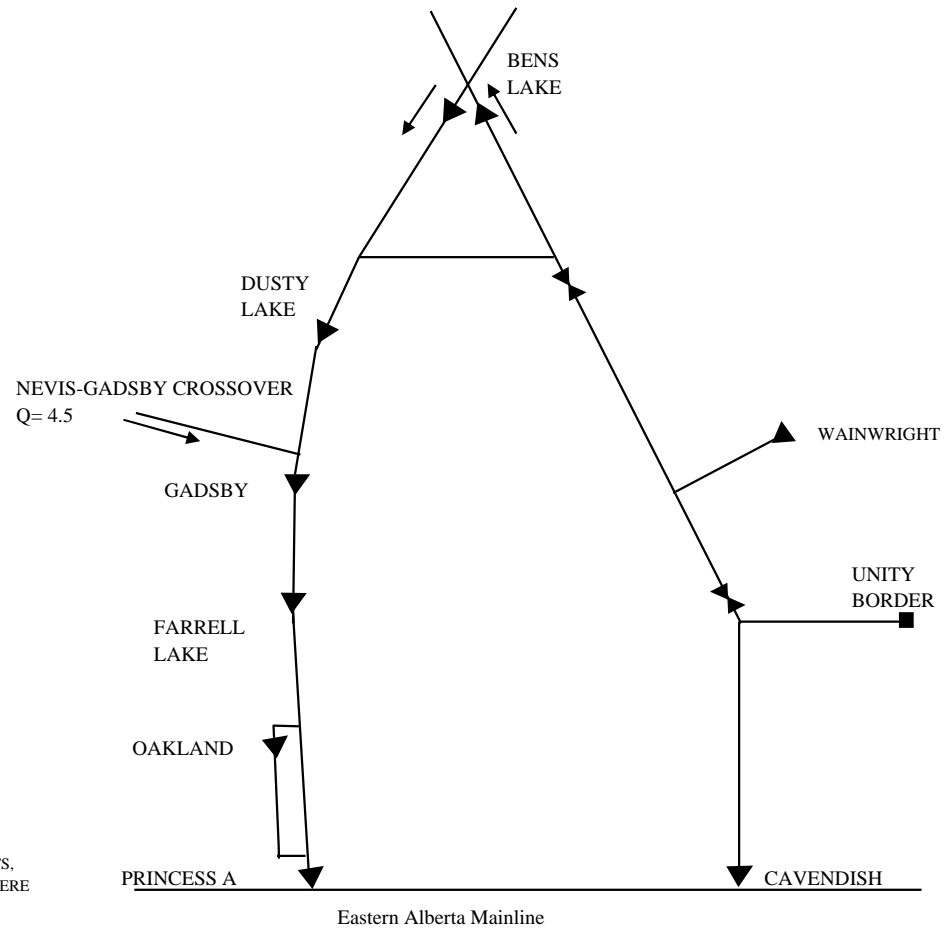 BENS
LAKE
DUSTY
LAKE
NEVIS-GADSBY CROSSOVER
Q= 4.5
WAINWRIGHT
GADSBY
UNITY
BORDER
FARRELL
LAKE
OAKLAND
S,
ERE
PRINCESS A
CAVENDISH
Eastern Alberta Mainline